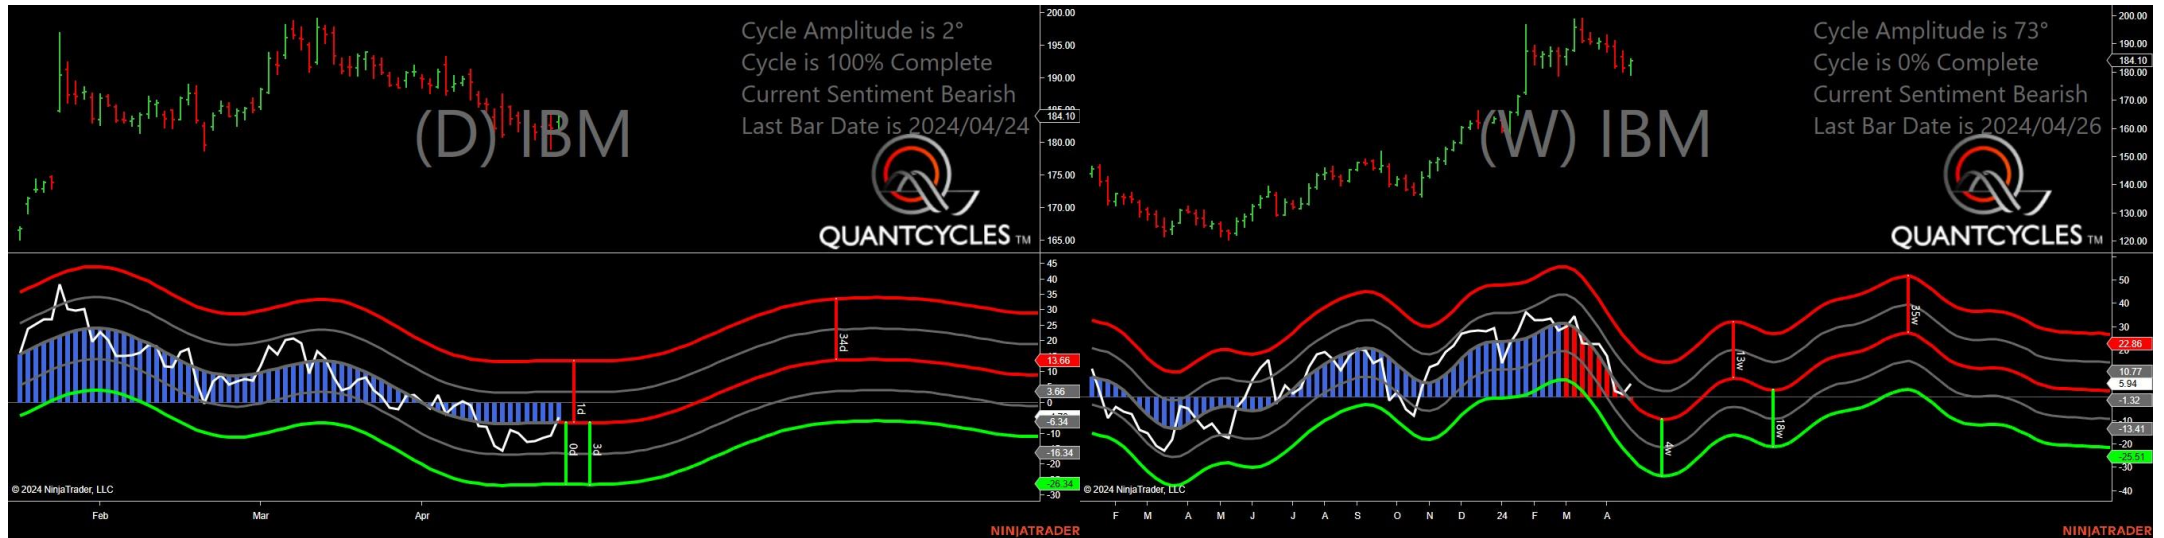 Cycle Amplitude is 2°
Cycle is 100% Complete
Current Sentiment Bearish
Last Bar Date is 2024/04/24
(D) IBM
QUANTCYCLES TM
200.00
195.00
190.00
185.00
184.10
180.00
175.00
170.00
165.00
45
40
35
30
25
20
15
13.66
10
5
3.66
0
-6.34
-10
-16.34
-20
-26.34
-30
34d
1d
0d
3d
© 2024 NinjaTrader, LLC
Feb Mar Apr
NINJATRADER
Cycle Amplitude is 73°
Cycle is 0% Complete
Current Sentiment Bearish
Last Bar Date is 2024/04/26
(W) IBM
QUANTCYCLES TM
200.00
190.00
184.10
180.00
170.00
160.00
150.00
140.00
130.00
120.00
50
40
30
22.86
20
10.77
5.94
-1.32
-10
-13.41
-20
-25.51
-30
-40
13w
35w
4w
18w
© 2024 NinjaTrader, LLC
F M A M J J A S O N D 24 F M A
NINJATRADER